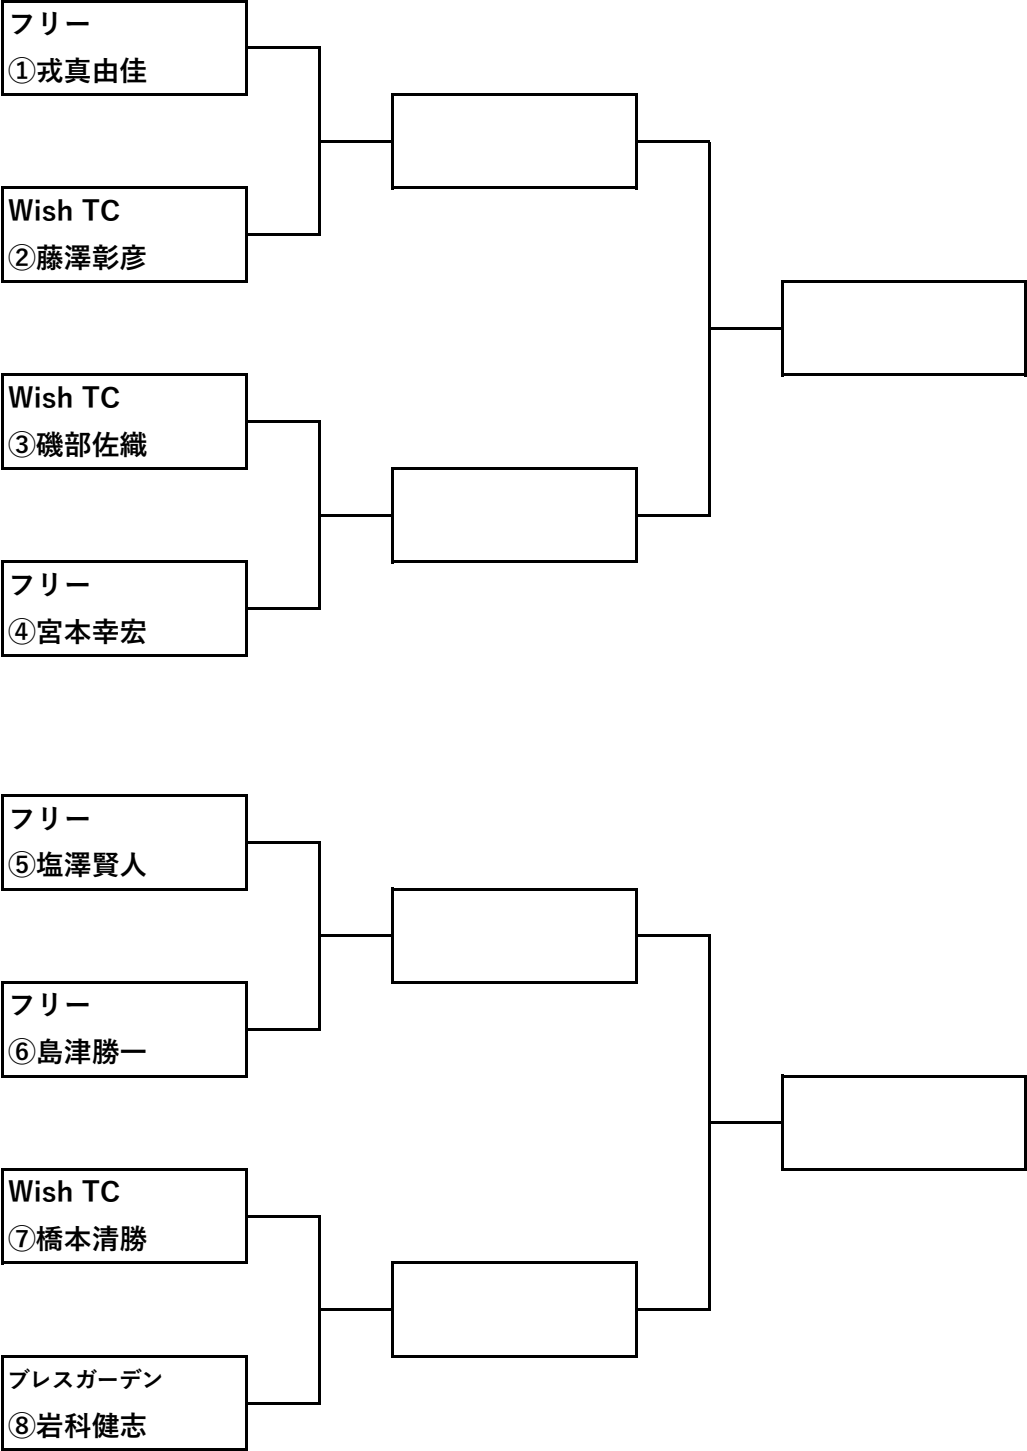 フリー
①戎真由佳
Wish TC
②藤澤彰彦
Wish TC
③磯部佐織
フリー
④宮本幸宏
フリー
⑤塩澤賢人
フリー
⑥島津勝一
Wish TC
⑦橋本清勝
ブレスガーデン
⑧岩科健志